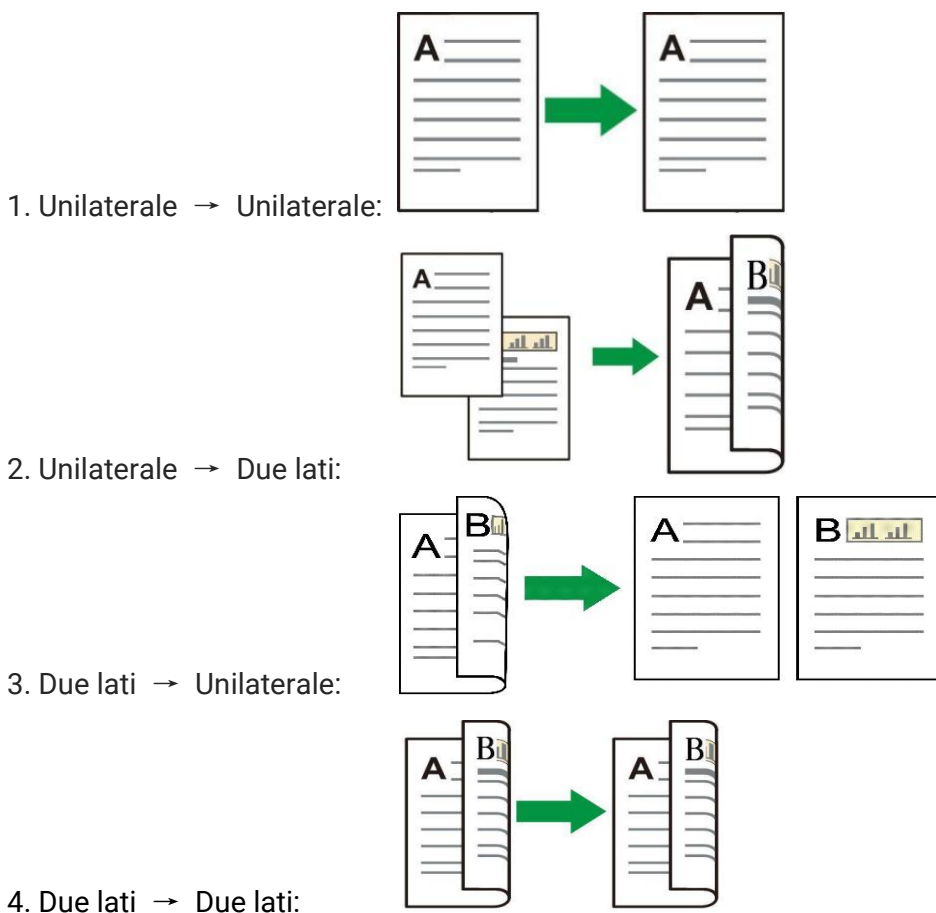 A A
1. Unilaterale → Unilaterale:
A A B
2. Unilaterale → Due lati:
A B A B
3. Due lati → Unilaterale:
A B A B
4. Due lati → Due lati: